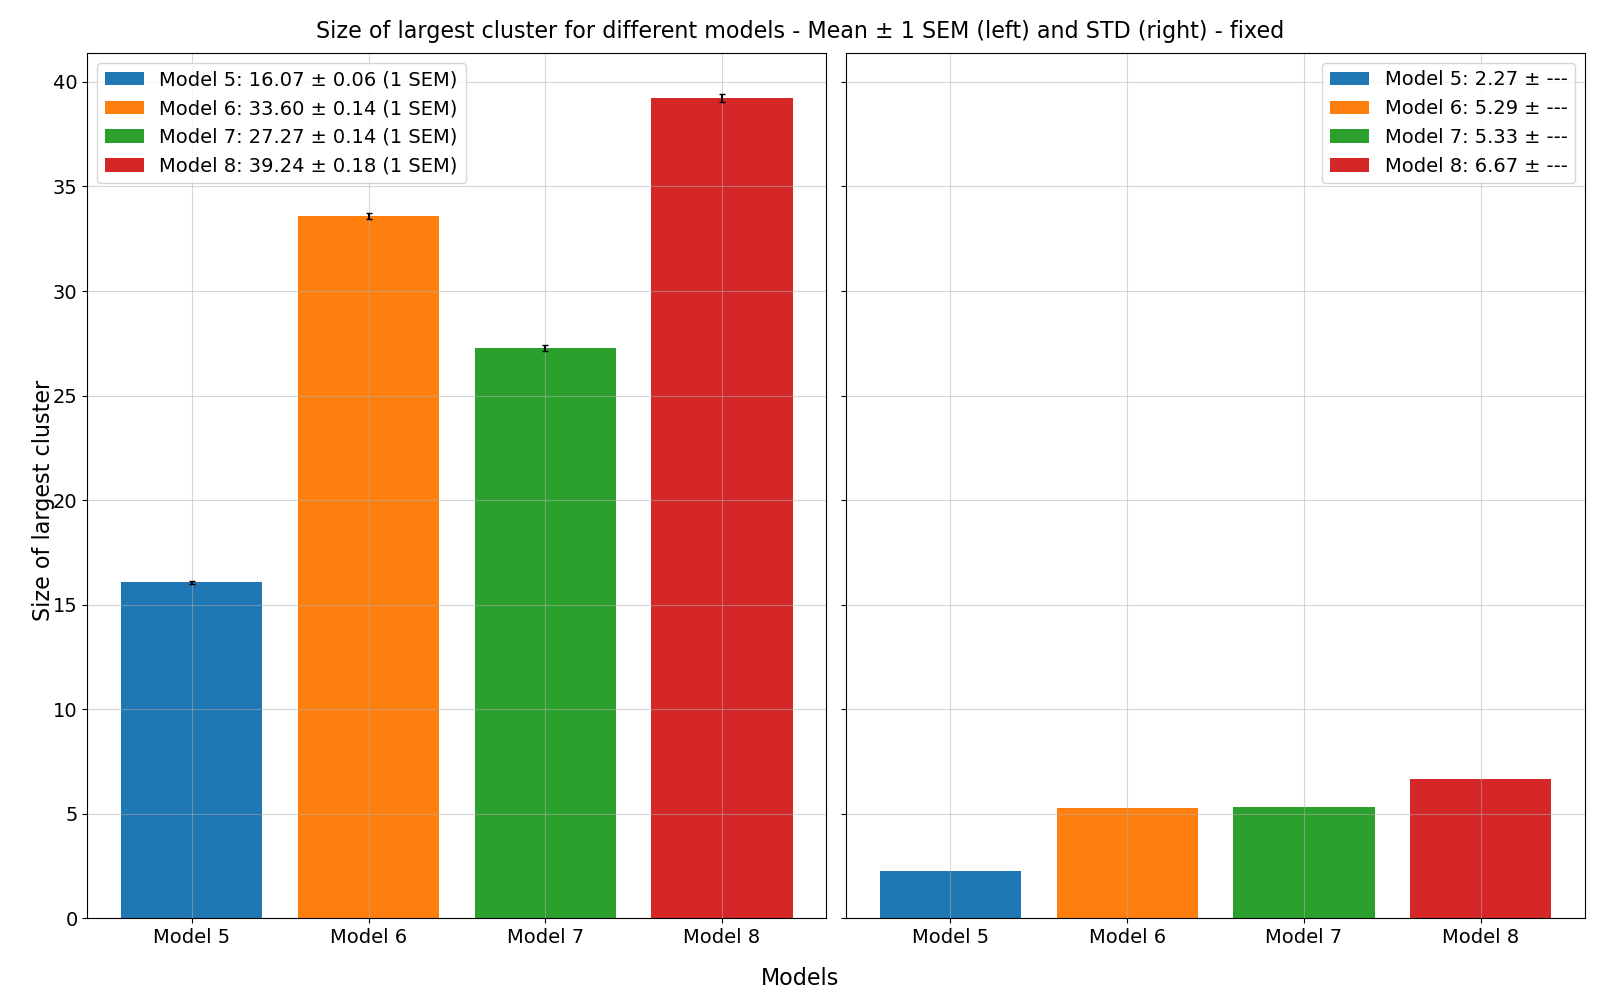 Size of largest cluster for different models - Mean ± 1 SEM (left) and STD (right) - fixed
Size of largest cluster
40
35
30
25
20
15
10
5
0
Model 5: 16.07 ± 0.06 (1 SEM)
Model 6: 33.60 ± 0.14 (1 SEM)
Model 7: 27.27 ± 0.14 (1 SEM)
Model 8: 39.24 ± 0.18 (1 SEM)
Model 5 Model 6 Model 7 Model 8
Model 5: 2.27 ± ---
Model 6: 5.29 ± ---
Model 7: 5.33 ± ---
Model 8: 6.67 ± ---
Model 5 Model 6 Model 7 Model 8
Models